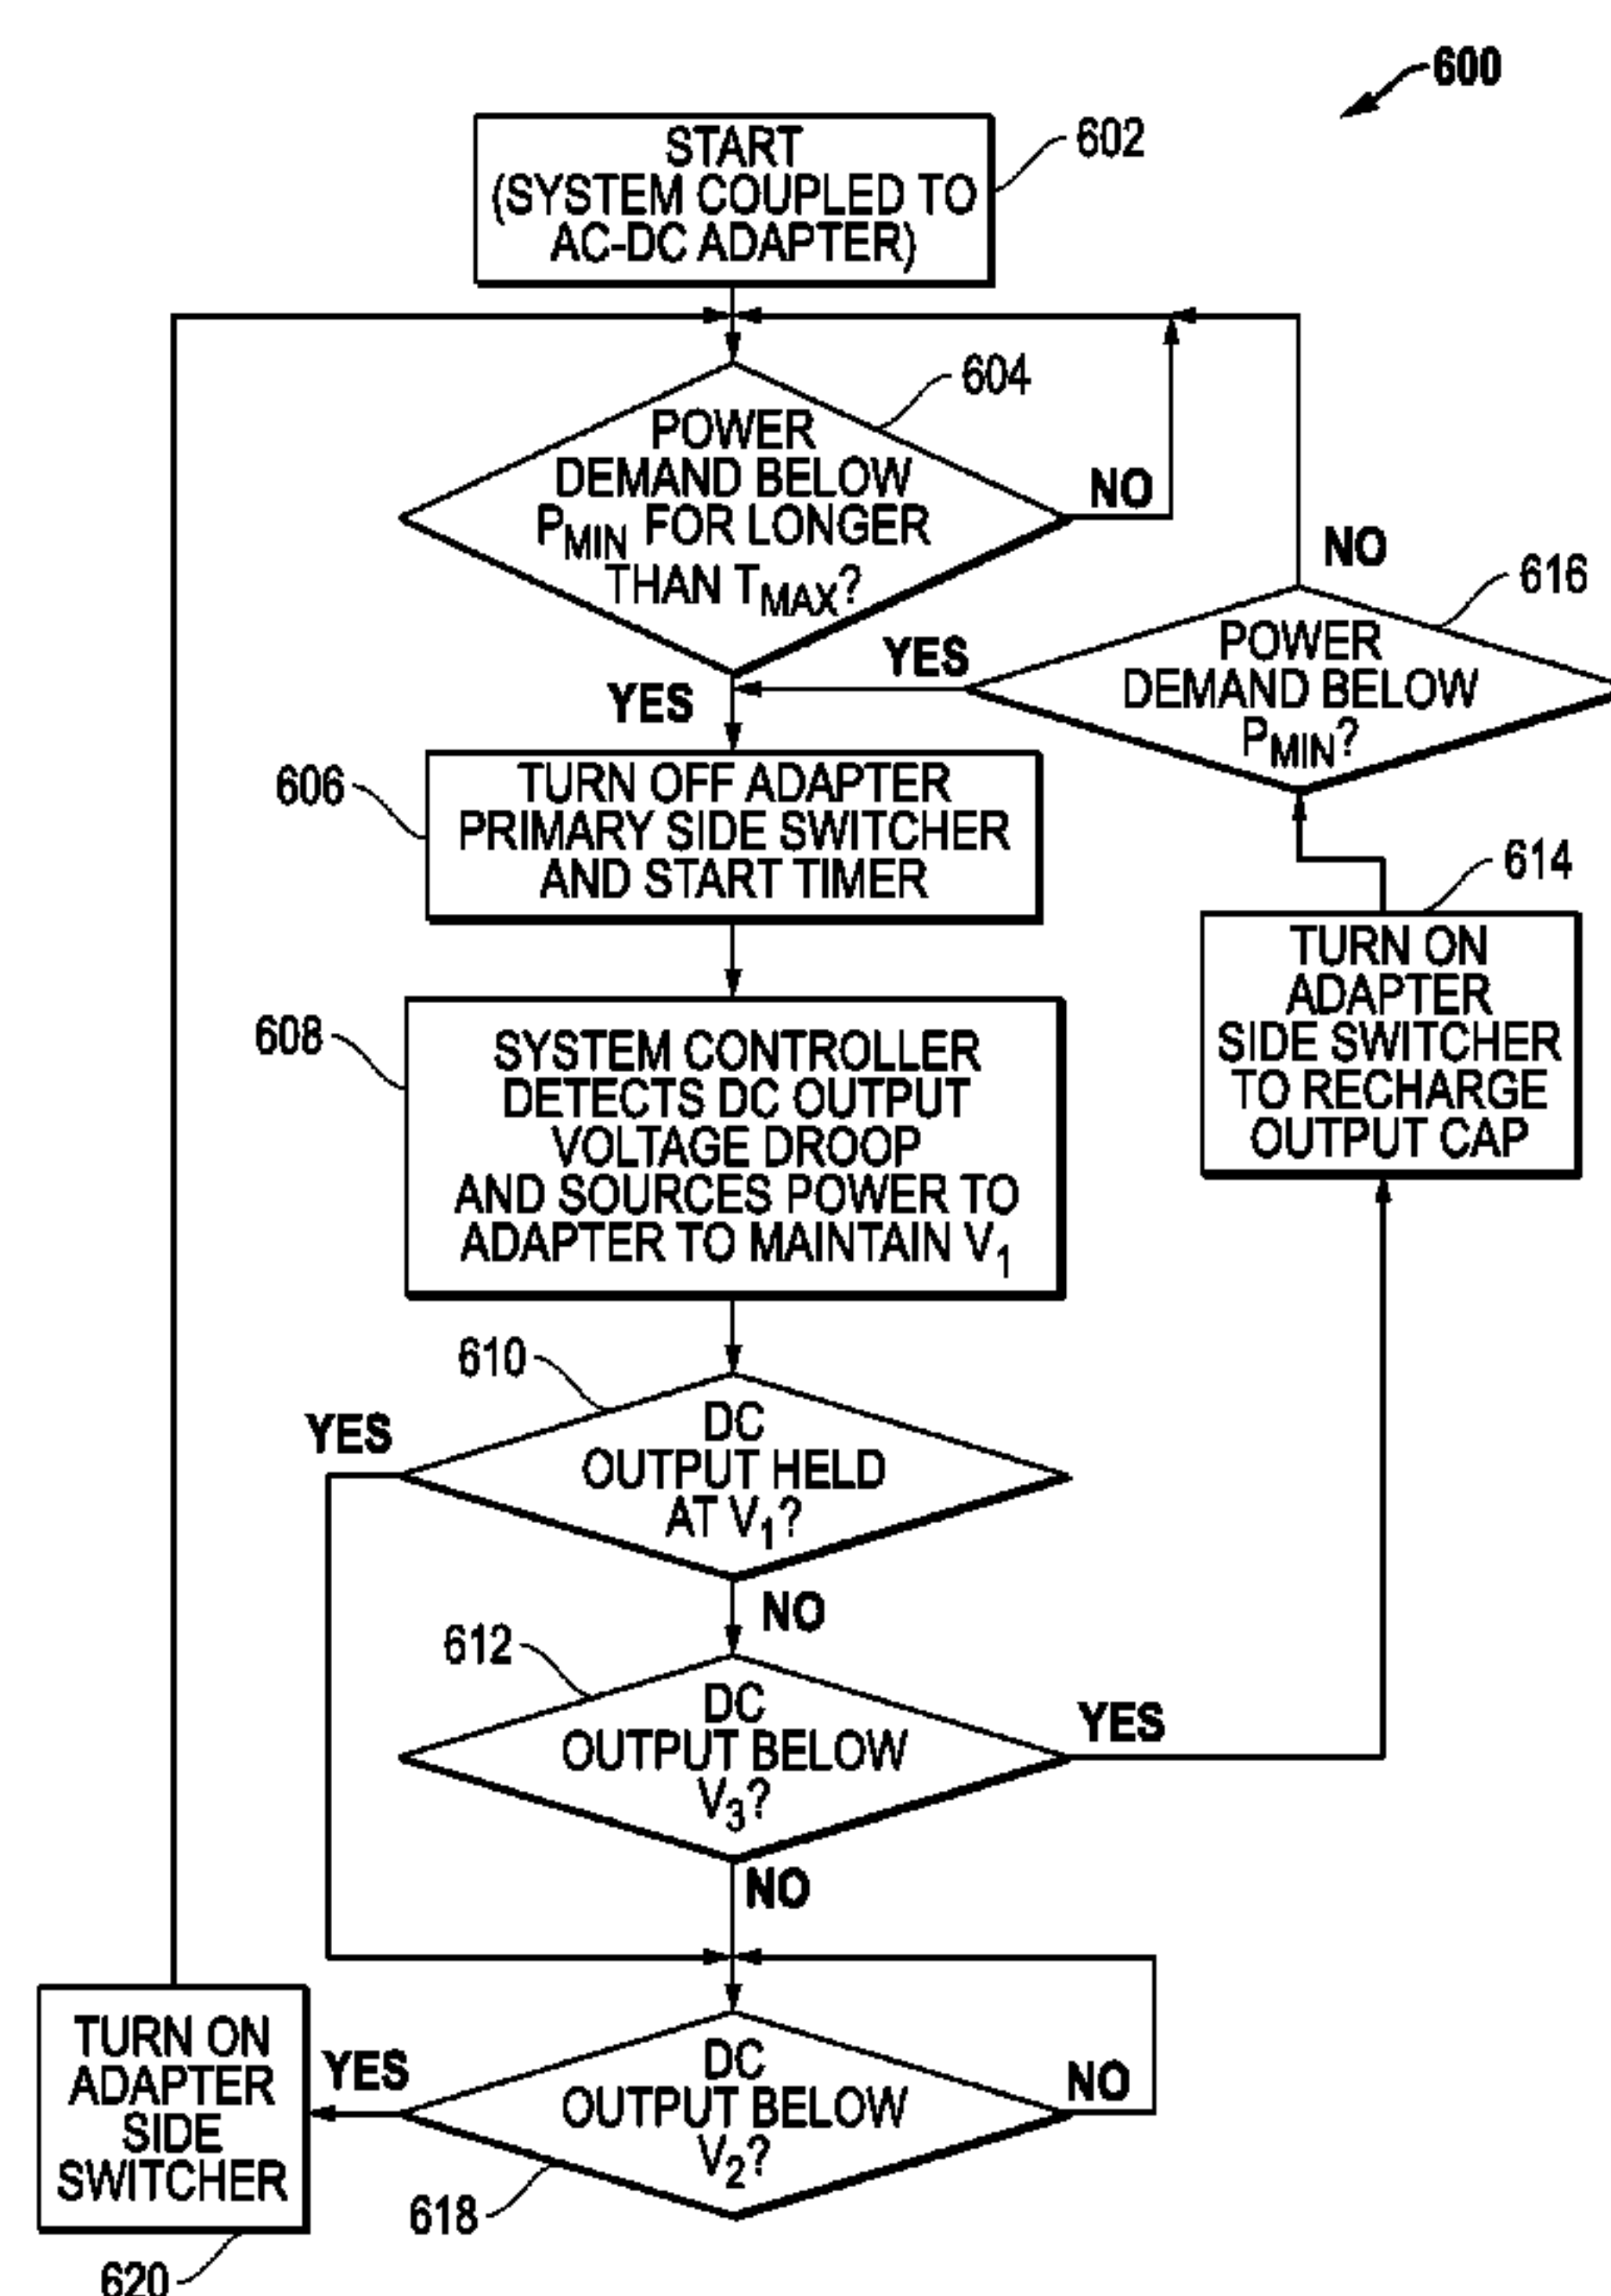 600
START
(SYSTEM COUPLED TO
AC-DC ADAPTER)
602
POWER
DEMAND BELOW
PMIN FOR LONGER
THAN TMAX?
604
NO
YES
POWER
DEMAND BELOW
PMIN?
616
NO
YES
606
TURN OFF ADAPTER
PRIMARY SIDE SWITCHER
AND START TIMER
614
TURN ON
ADAPTER
SIDE SWITCHER
TO RECHARGE
OUTPUT CAP
608
SYSTEM CONTROLLER
DETECTS DC OUTPUT
VOLTAGE DROOP
AND SOURCES POWER TO
ADAPTER TO MAINTAIN V1
610
DC
OUTPUT HELD
AT V1?
YES
NO
612
DC
OUTPUT BELOW
V3?
YES
NO
DC
OUTPUT BELOW
V2?
618
YES
NO
TURN ON
ADAPTER
SIDE
SWITCHER
620